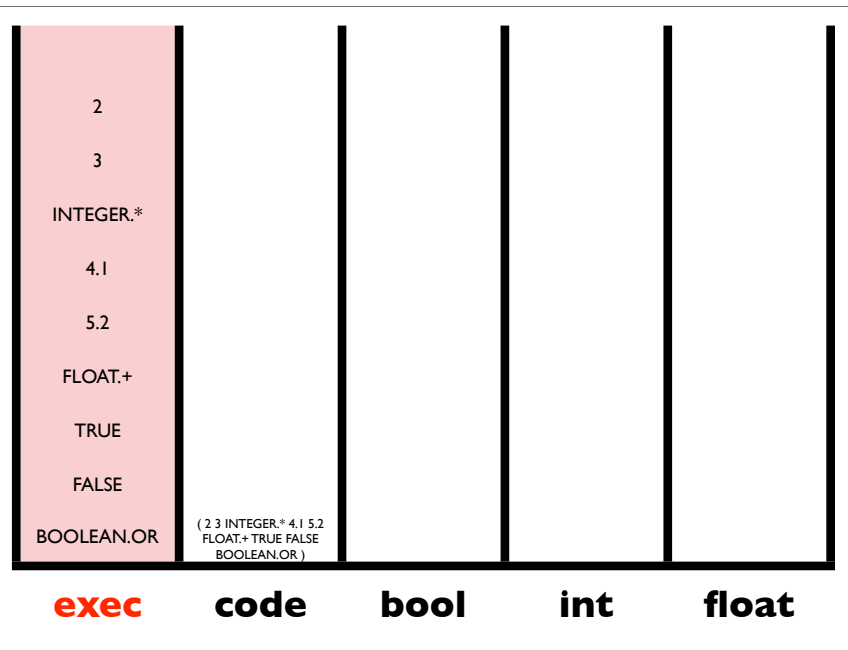 2
3
INTEGER.*
4.1
5.2
FLOAT.+
TRUE
FALSE
BOOLEAN.OR
( 2 3 INTEGER.* 4.1 5.2
FLOAT.+ TRUE FALSE
BOOLEAN.OR )
exec code bool int float